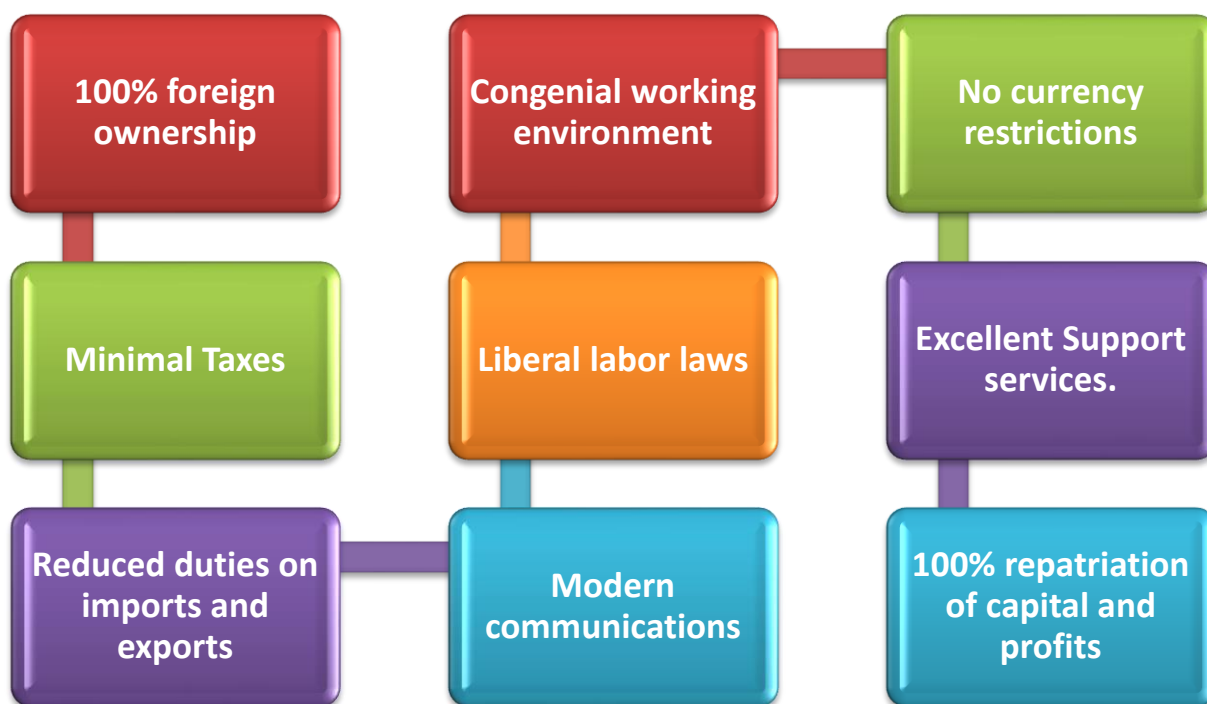 100% foreign
ownership
Minimal Taxes
Reduced duties on
imports and
exports
Modern
communications
Liberal labor laws
Congenial working
environment
No currency
restrictions
Excellent Support
services.
100% repatriation
of capital and
profits